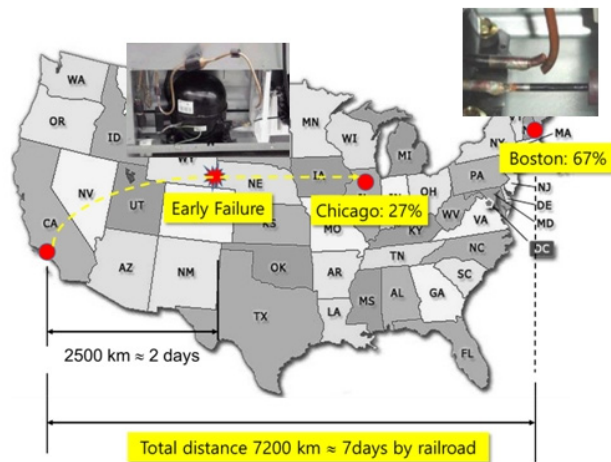 WA
OR
ID
WY
MN
WI
MI
NY
VT
MA
Boston: 67%
NV
UT
NE
IA
OH
PA
NJ
DE
MD
DC
CA
Early Failure
Chicago: 27%
WV
VA
KS
MO
KY
NC
TN
AZ
NM
OK
AR
SC
TX
MS
AL
GA
LA
FL
2500 km ≈ 2 days
Total distance 7200 km ≈ 7days by railroad